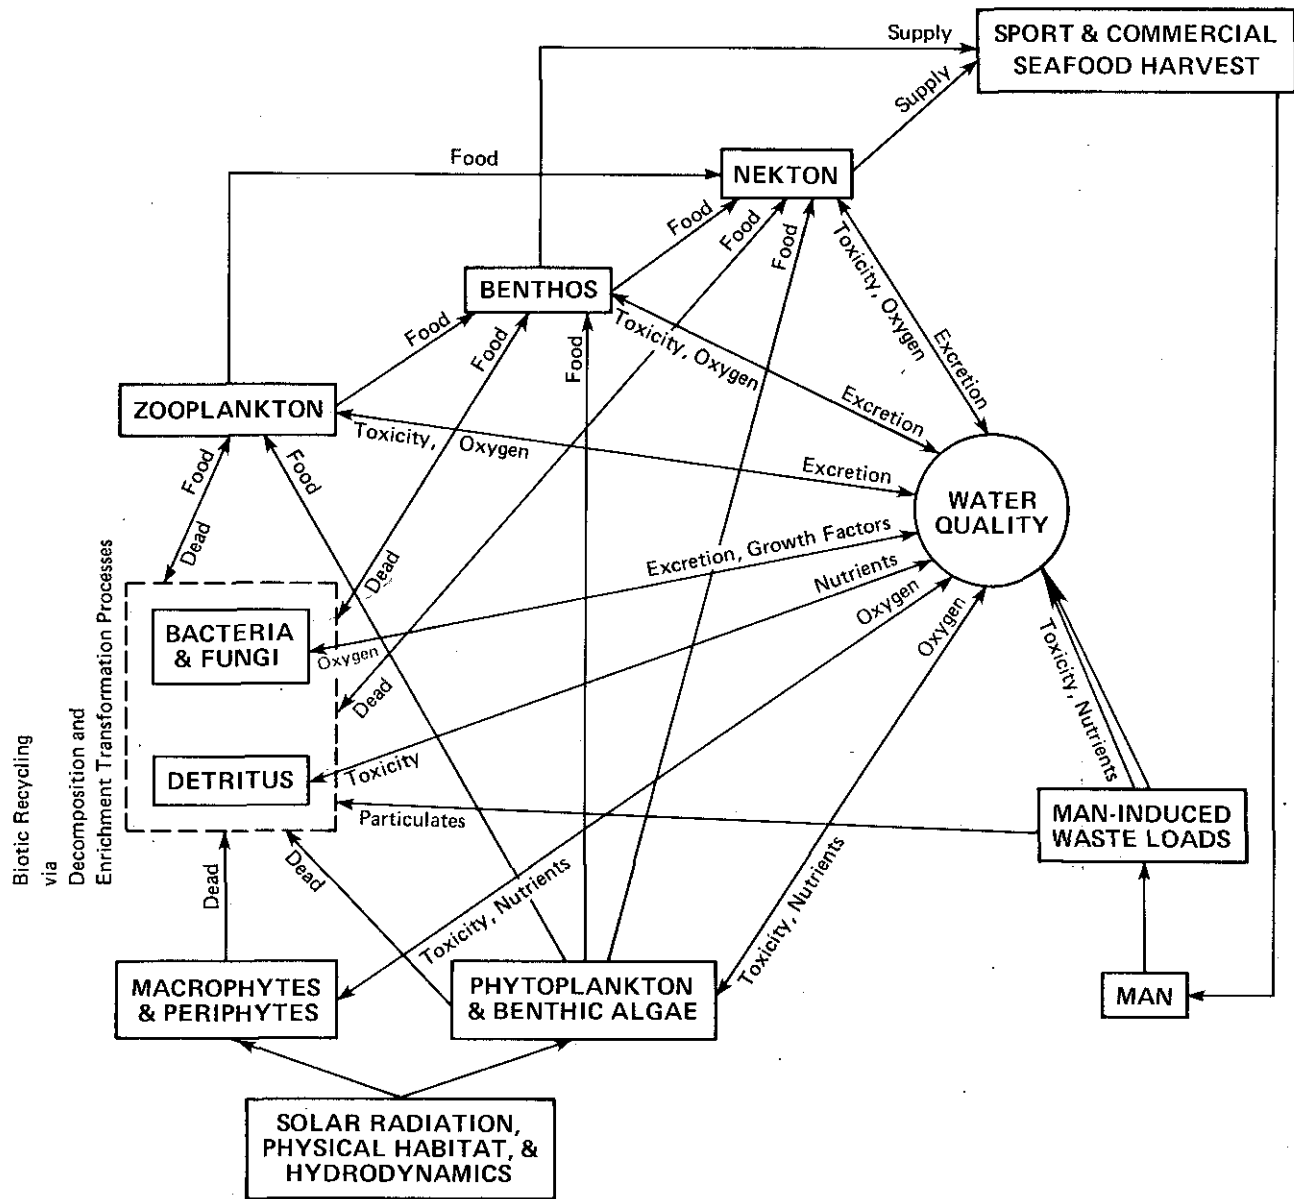 Supply
SPORT & COMMERCIAL
SEAFOOD HARVEST
Supply
Food
NEKTON
Food
Food
Food
Toxicity, Oxygen
Excretion
BENTHOS
Food
Food
Food
Toxicity, Oxygen
Excretion
ZOOPLANKTON
Toxicity, Oxygen
Excretion
Food
Dead
Food
WATER
QUALITY
Excretion, Growth Factors
Oxygen
Nutrients
Toxicity
Oxygen
Toxicity, Nutrients
Oxygen
Toxicity, Nutrients
Toxicity, Nutrients
Dead
Dead
BACTERIA
& FUNGI
DETRITUS
Biotic Recycling
via
Decomposition and
Enrichment Transformation Processes
Particulates
MAN-INDUCED
WASTE LOADS
Dead
Dead
MACROPHYTES
& PERIPHYTES
PHYTOPLANKTON
& BENTHIC ALGAE
MAN
SOLAR RADIATION,
PHYSICAL HABITAT, &
HYDRODYNAMICS